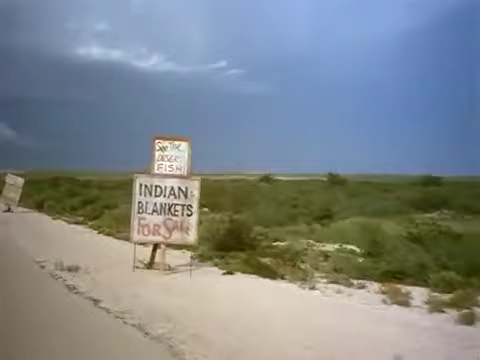 See The
DESERT
FISH
INDIAN
BLANKETS
FOR SALE